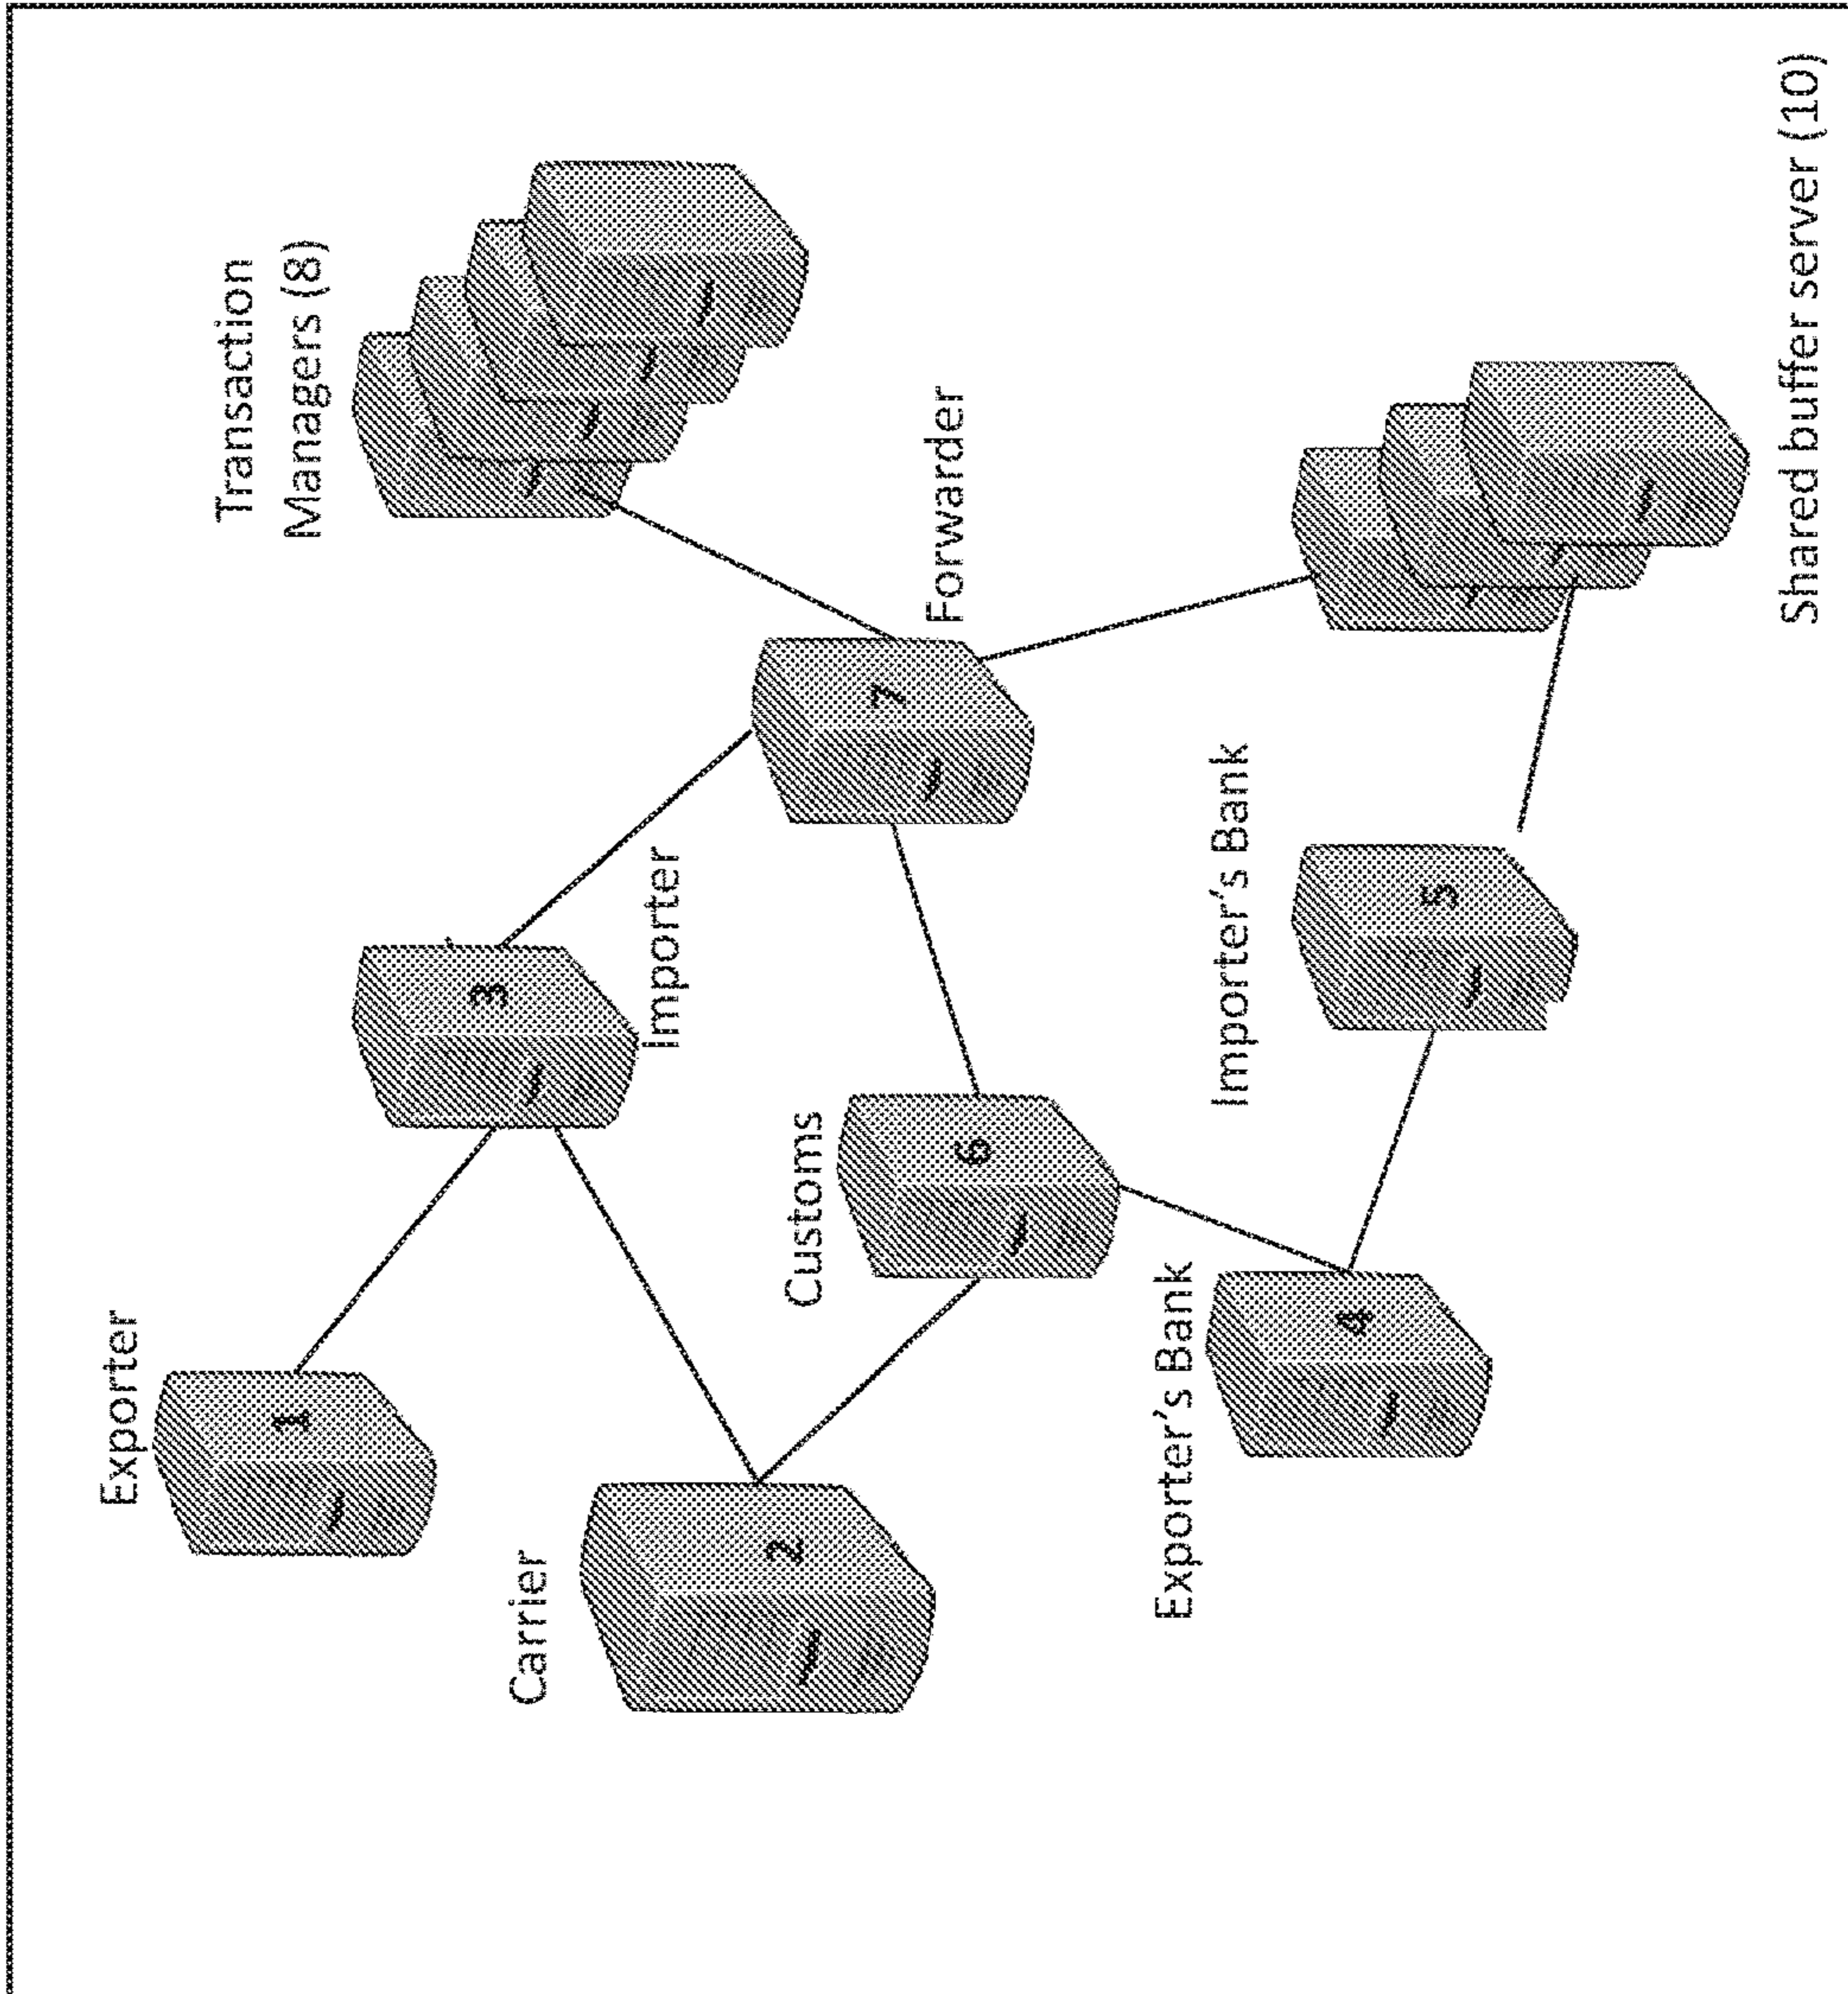 Exporter
1
Transaction
Managers (8)
Carrier
2
3
Importer
Customs
6
7
Forwarder
Exporter's Bank
4
Importer's Bank
5
Shared buffer server (10)